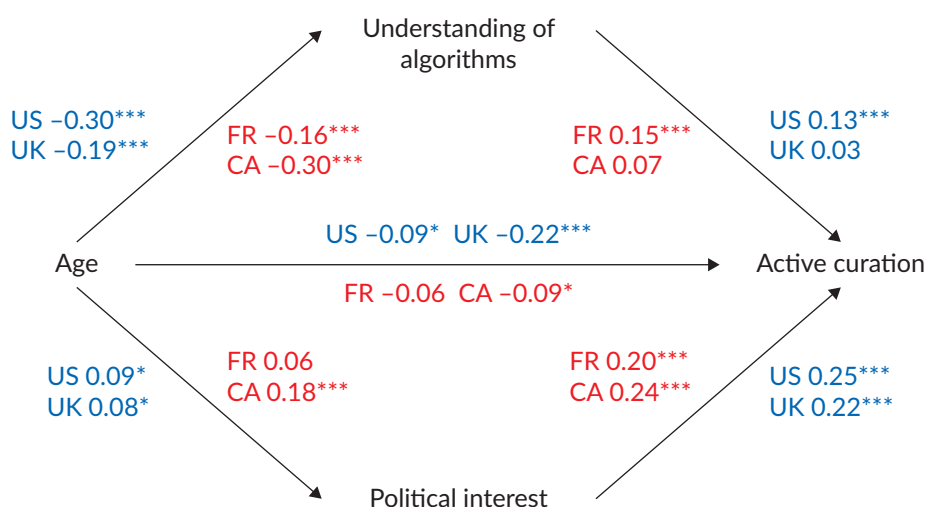 Understanding of
algorithms
US –0.30***
UK –0.19***
FR –0.16***
CA –0.30***
FR 0.15***
CA 0.07
US 0.13***
UK 0.03
US –0.09* UK –0.22***
Age
Active curation
FR –0.06 CA –0.09*
US 0.09*
UK 0.08*
FR 0.06
CA 0.18***
FR 0.20***
CA 0.24***
US 0.25***
UK 0.22***
Political interest